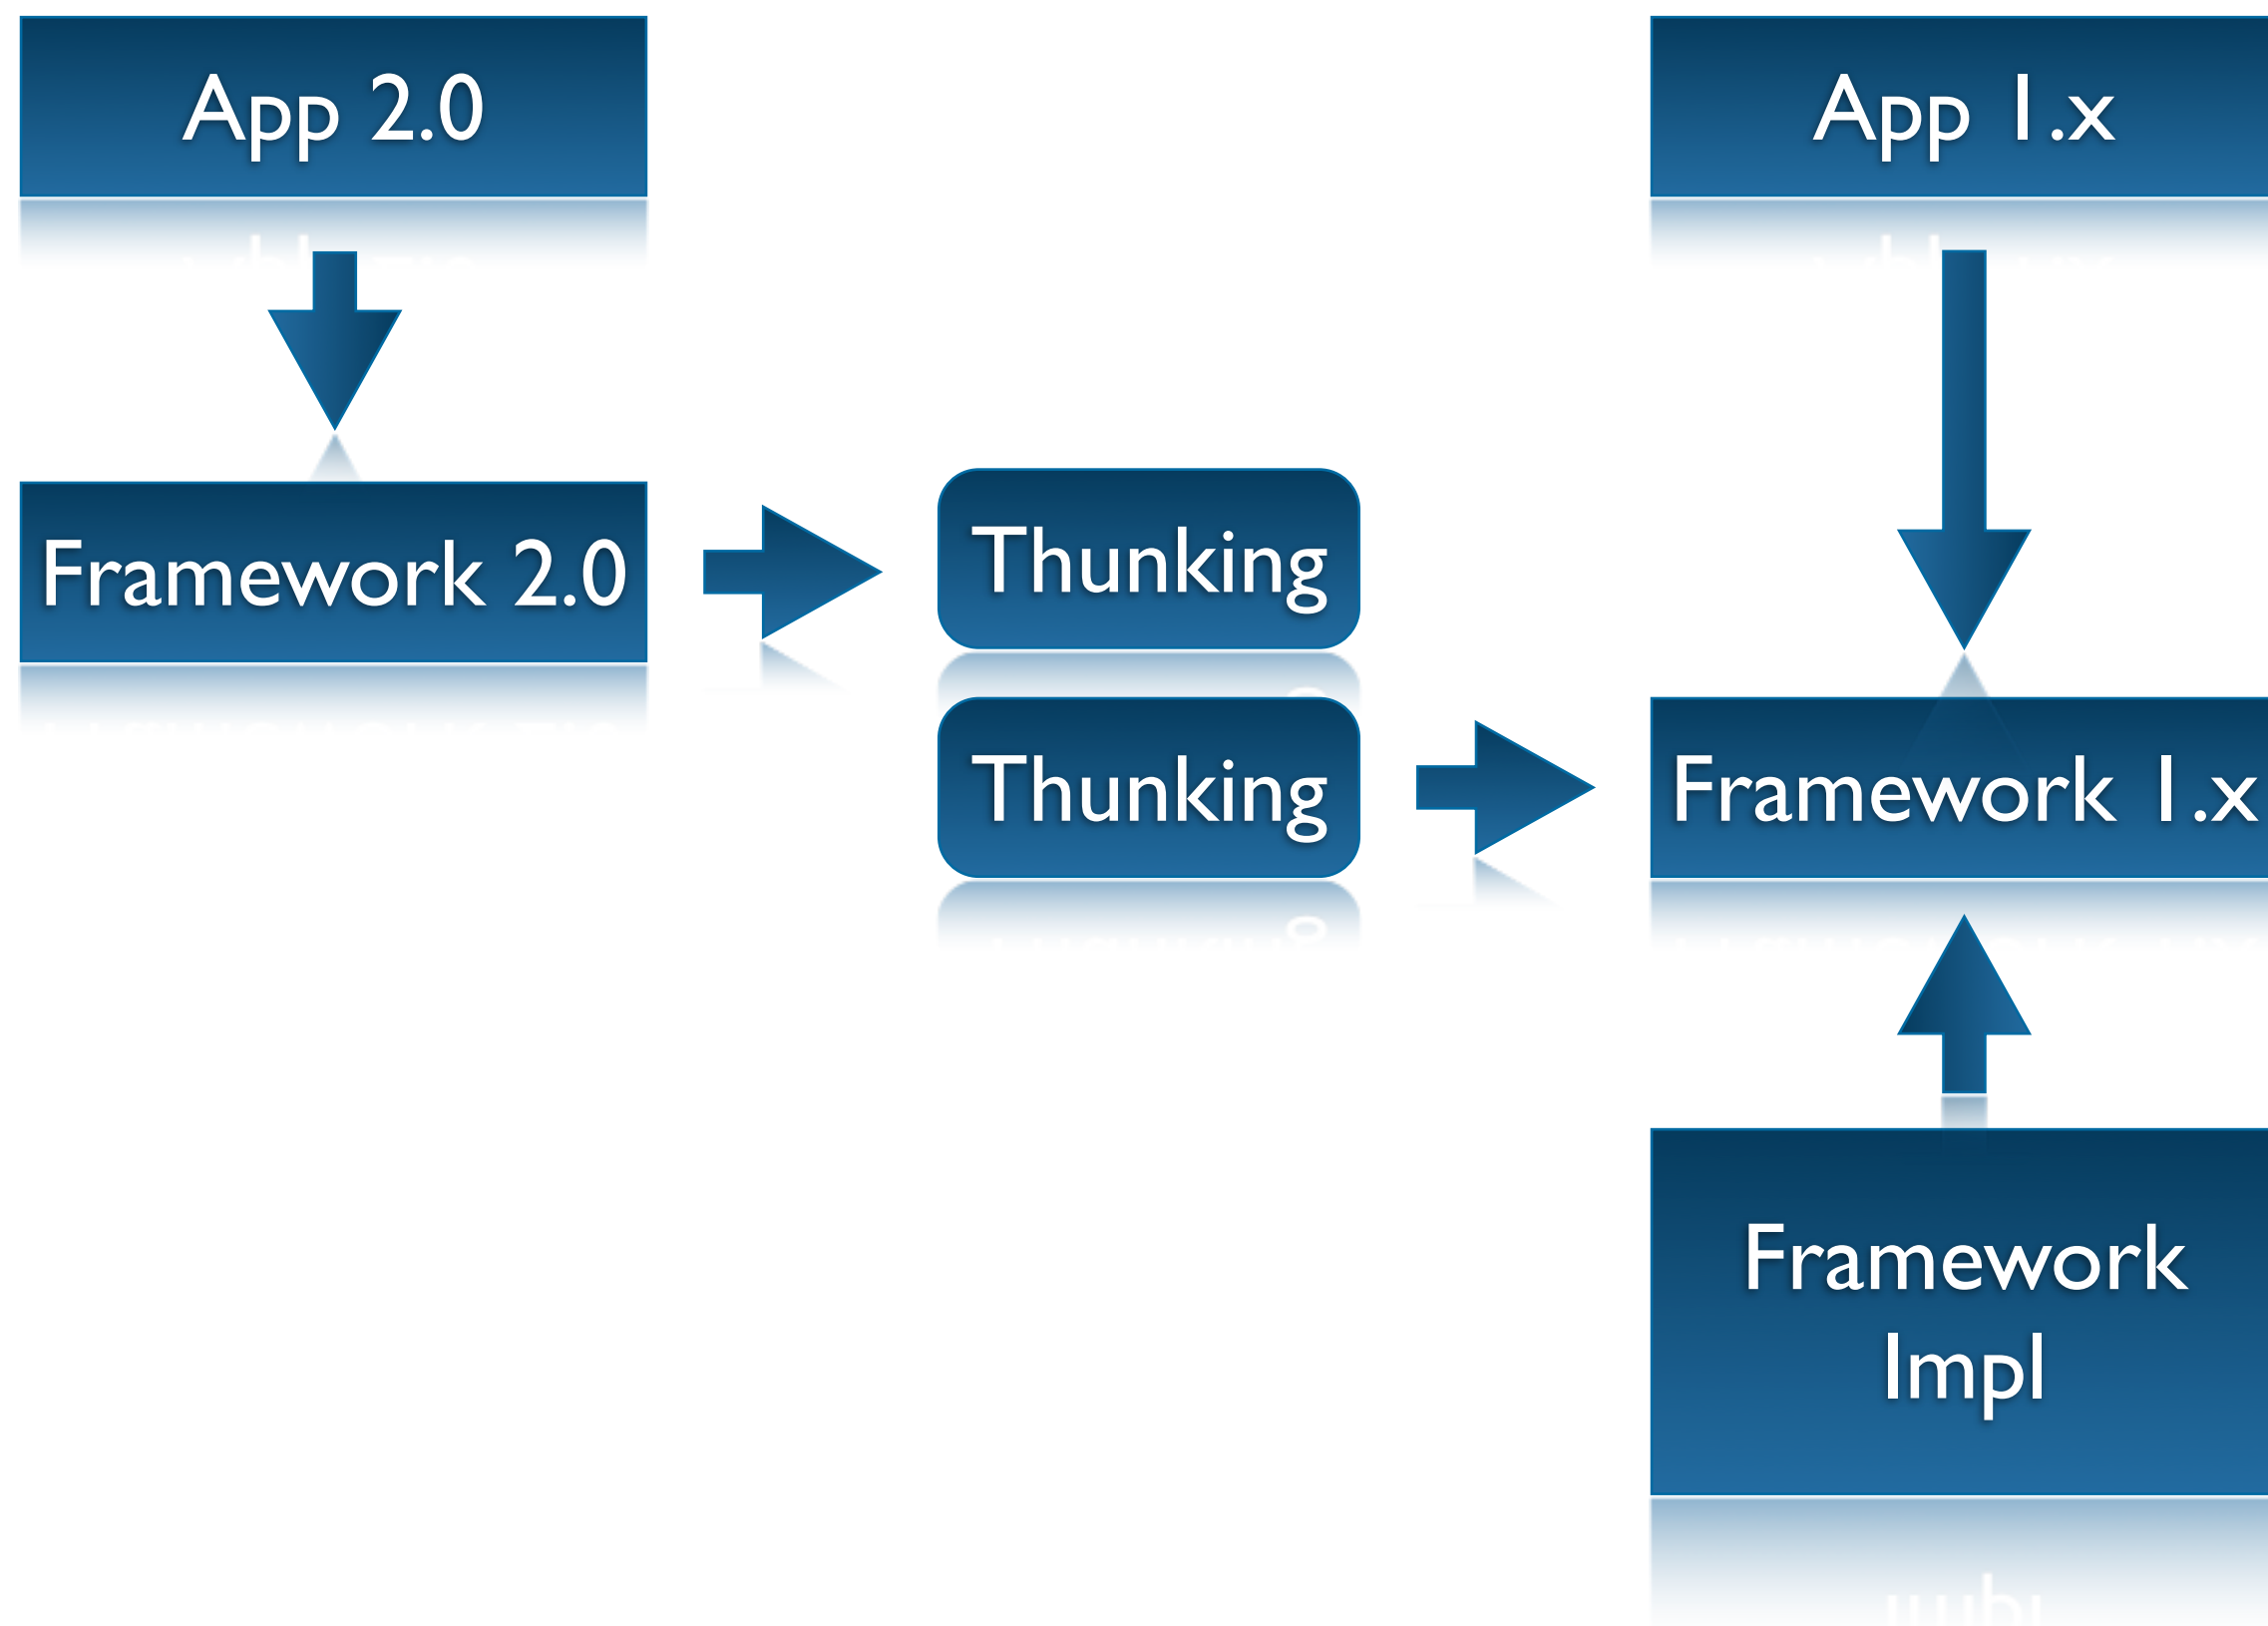 App 2.0
App 1.x
Framework 2.0
Thunking
Thunking
Framework 1.x
Framework
Impl